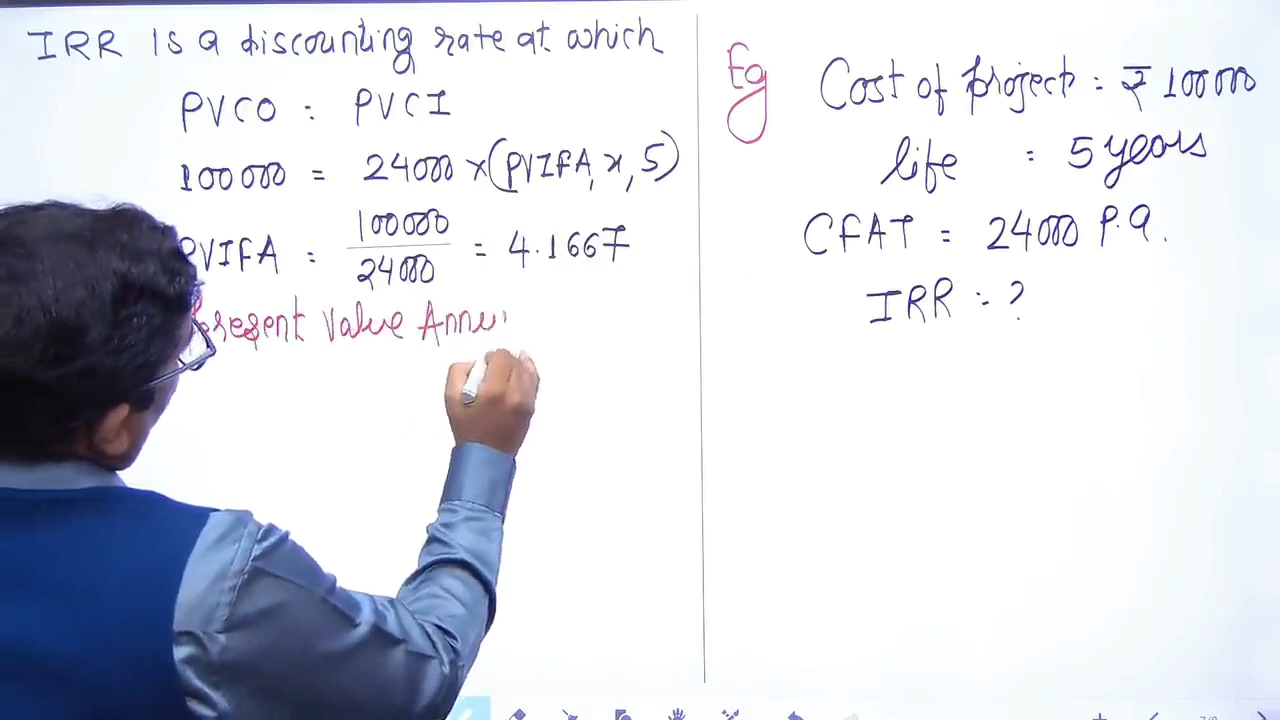 IRR is a discounting rate at which
PVCO : PVCI
100000 = 24000 × (PVIFA, x, 5)
PVIFA : 100000 / 24000 = 4.1667
Present Value Annu
Eg
Cost of project : ₹ 100000
life : 5 years
CFAT = 24000 P.a.
IRR :- ?